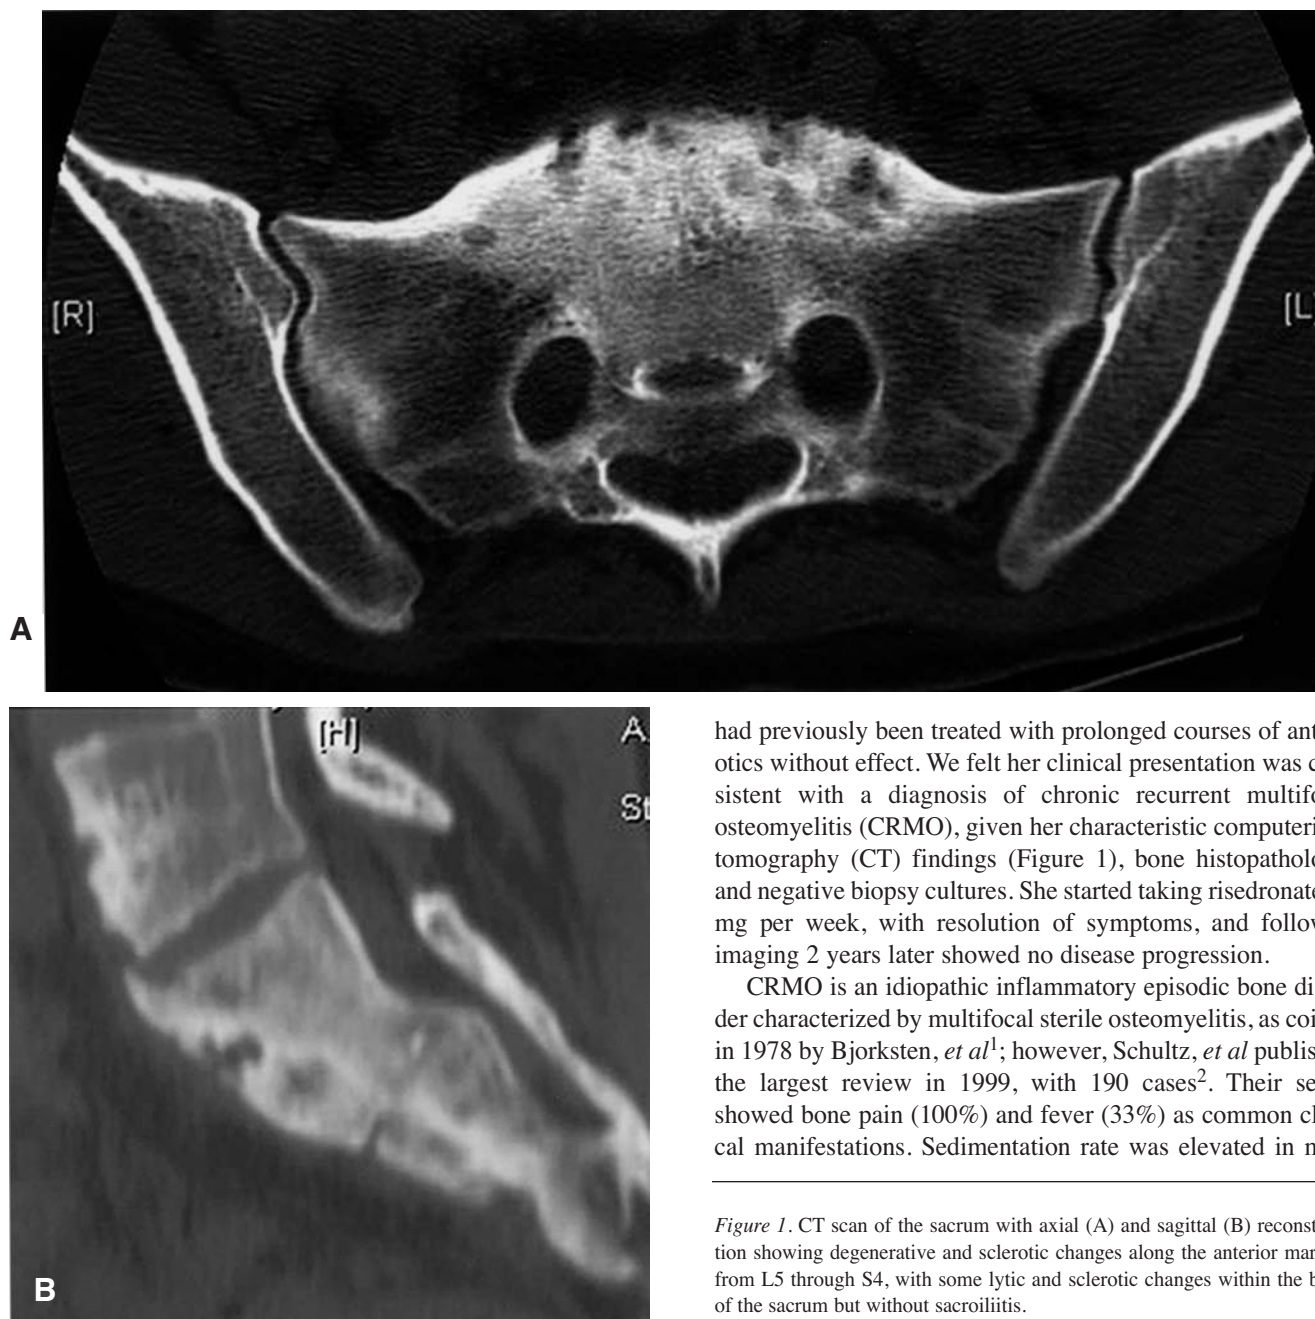 [R]
[L
A
[H]
A
St
B
had previously been treated with prolonged courses of ant
otics without effect. We felt her clinical presentation was c
sistent with a diagnosis of chronic recurrent multifo
osteomyelitis (CRMO), given her characteristic computeri
tomography (CT) findings (Figure 1), bone histopatholo
and negative biopsy cultures. She started taking risedronate
mg per week, with resolution of symptoms, and follow
imaging 2 years later showed no disease progression.
CRMO is an idiopathic inflammatory episodic bone di
der characterized by multifocal sterile osteomyelitis, as coi
in 1978 by Bjorksten, et al1; however, Schultz, et al publis
the largest review in 1999, with 190 cases2. Their se
showed bone pain (100%) and fever (33%) as common cl
cal manifestations. Sedimentation rate was elevated in m
Figure 1. CT scan of the sacrum with axial (A) and sagittal (B) reconst
tion showing degenerative and sclerotic changes along the anterior mar
from L5 through S4, with some lytic and sclerotic changes within the b
of the sacrum but without sacroiliitis.